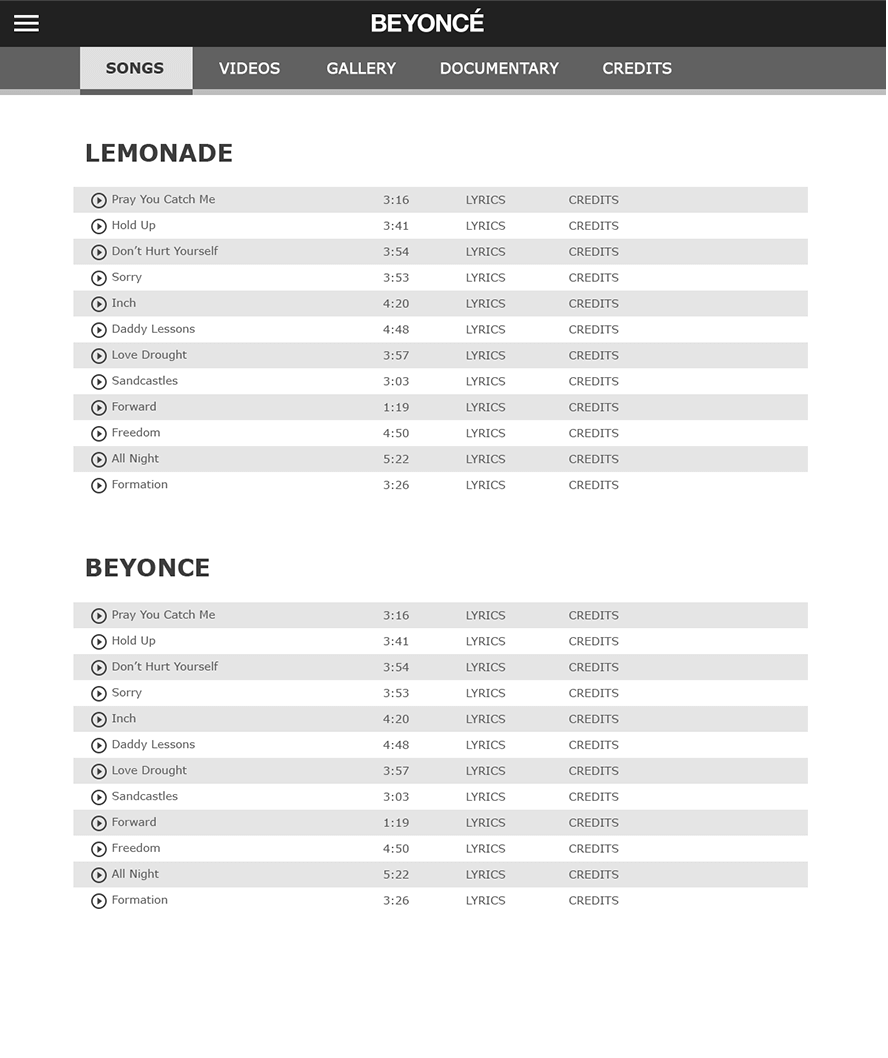 BEYONCÉ
SONGS VIDEOS GALLERY DOCUMENTARY CREDITS
LEMONADE
Pray You Catch Me 3:16 LYRICS CREDITS
Hold Up 3:41 LYRICS CREDITS
Don’t Hurt Yourself 3:54 LYRICS CREDITS
Sorry 3:53 LYRICS CREDITS
Inch 4:20 LYRICS CREDITS
Daddy Lessons 4:48 LYRICS CREDITS
Love Drought 3:57 LYRICS CREDITS
Sandcastles 3:03 LYRICS CREDITS
Forward 1:19 LYRICS CREDITS
Freedom 4:50 LYRICS CREDITS
All Night 5:22 LYRICS CREDITS
Formation 3:26 LYRICS CREDITS
BEYONCE
Pray You Catch Me 3:16 LYRICS CREDITS
Hold Up 3:41 LYRICS CREDITS
Don’t Hurt Yourself 3:54 LYRICS CREDITS
Sorry 3:53 LYRICS CREDITS
Inch 4:20 LYRICS CREDITS
Daddy Lessons 4:48 LYRICS CREDITS
Love Drought 3:57 LYRICS CREDITS
Sandcastles 3:03 LYRICS CREDITS
Forward 1:19 LYRICS CREDITS
Freedom 4:50 LYRICS CREDITS
All Night 5:22 LYRICS CREDITS
Formation 3:26 LYRICS CREDITS